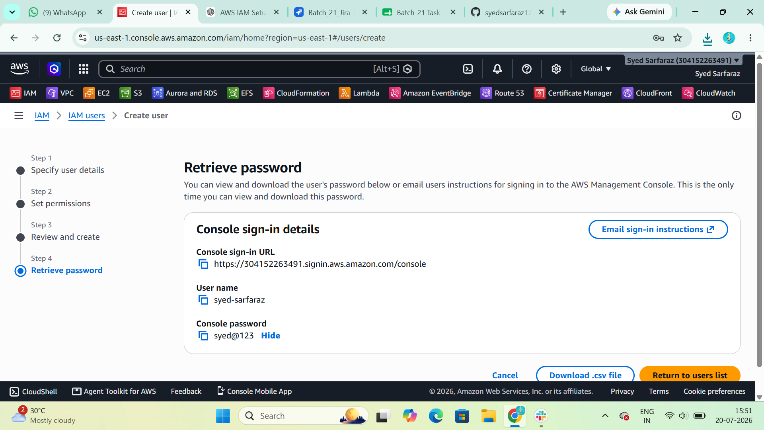 (9) WhatsApp
Create user | I
AWS IAM Set
Batch 21 Bra
Batch 21 Task
syedsarfaraz1
Ask Gemini
us-east-1.console.aws.amazon.com/iam/home?region=us-east-1#/users/create
aws
Search
[Alt+S]
Global
Syed Sarfaraz (304152263491)
Syed Sarfaraz
IAM
VPC
EC2
S3
Aurora and RDS
EFS
CloudFormation
Lambda
Amazon EventBridge
Route 53
Certificate Manager
CloudFront
CloudWatch
IAM
IAM users
Create user
Step 1
Specify user details
Step 2
Set permissions
Step 3
Review and create
Step 4
Retrieve password
Retrieve password
You can view and download the user's password below or email users instructions for signing in to the AWS Management Console. This is the only
time you can view and download this password.
Console sign-in details
Email sign-in instructions
Console sign-in URL
https://304152263491.signin.aws.amazon.com/console
User name
syed-sarfaraz
Console password
syed@123 Hide
Cancel
Download .csv file
Return to users list
CloudShell
Agent Toolkit for AWS
Feedback
Console Mobile App
© 2026, Amazon Web Services, Inc. or its affiliates.
Privacy
Terms
Cookie preferences
2
30°C
Mostly cloudy
Search
ENG
IN
15:51
20-07-2026